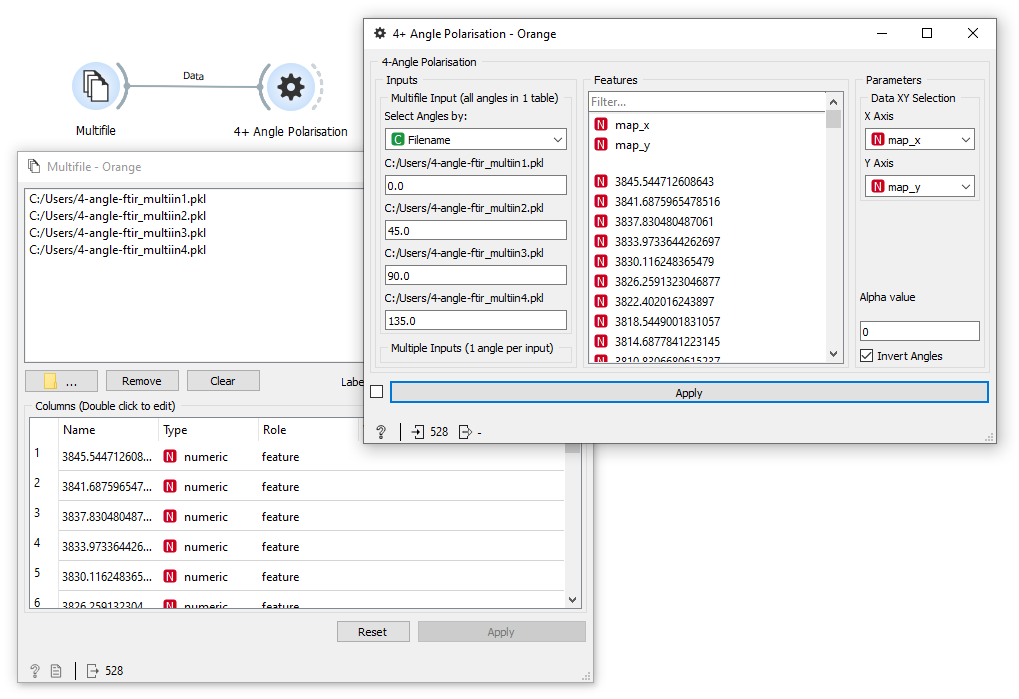 Data
Multifile
4+ Angle Polarisation
Multifile - Orange
C:/Users/4-angle-ftir_multiin1.pkl
C:/Users/4-angle-ftir_multiin2.pkl
C:/Users/4-angle-ftir_multiin3.pkl
C:/Users/4-angle-ftir_multiin4.pkl
...
Remove
Clear
Columns (Double click to edit)
Name Type Role
1 3845.544712608... N numeric feature
2 3841.687596547... N numeric feature
3 3837.830480487... N numeric feature
4 3833.973364426... N numeric feature
5 3830.116248365... N numeric feature
6 3826.259132304 N numeric feature
Reset
Apply
? 528
4+ Angle Polarisation - Orange
4-Angle Polarisation
Inputs
Multifile Input (all angles in 1 table)
Select Angles by:
C Filename
C:/Users/4-angle-ftir_multiin1.pkl
0.0
C:/Users/4-angle-ftir_multiin2.pkl
45.0
C:/Users/4-angle-ftir_multiin3.pkl
90.0
C:/Users/4-angle-ftir_multiin4.pkl
135.0
Multiple Inputs (1 angle per input)
Features
Filter...
N map_x
N map_y
N 3845.544712608643
N 3841.6875965478516
N 3837.830480487061
N 3833.9733644262697
N 3830.116248365479
N 3826.2591323046877
N 3822.402016243897
N 3818.5449001831057
N 3814.6877841223145
N 3810.8306680615237
Parameters
Data XY Selection
X Axis
N map_x
Y Axis
N map_y
Alpha value
0
Invert Angles
Apply
? 528 -